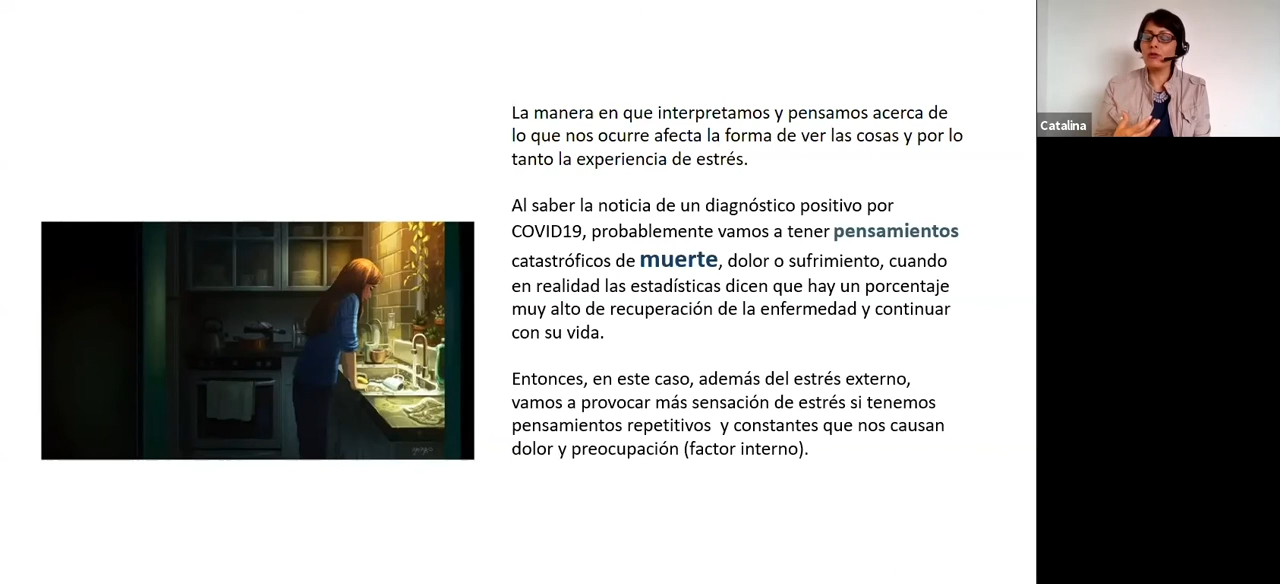 La manera en que interpretamos y pensamos acerca de
lo que nos ocurre afecta la forma de ver las cosas y por lo
tanto la experiencia de estrés.
Al saber la noticia de un diagnóstico positivo por
COVID19, probablemente vamos a tener pensamientos
catastróficos de muerte, dolor o sufrimiento, cuando
en realidad las estadísticas dicen que hay un porcentaje
muy alto de recuperación de la enfermedad y continuar
con su vida.
Entonces, en este caso, además del estrés externo,
vamos a provocar más sensación de estrés si tenemos
pensamientos repetitivos  y constantes que nos causan
dolor y preocupación (factor interno).
Catalina